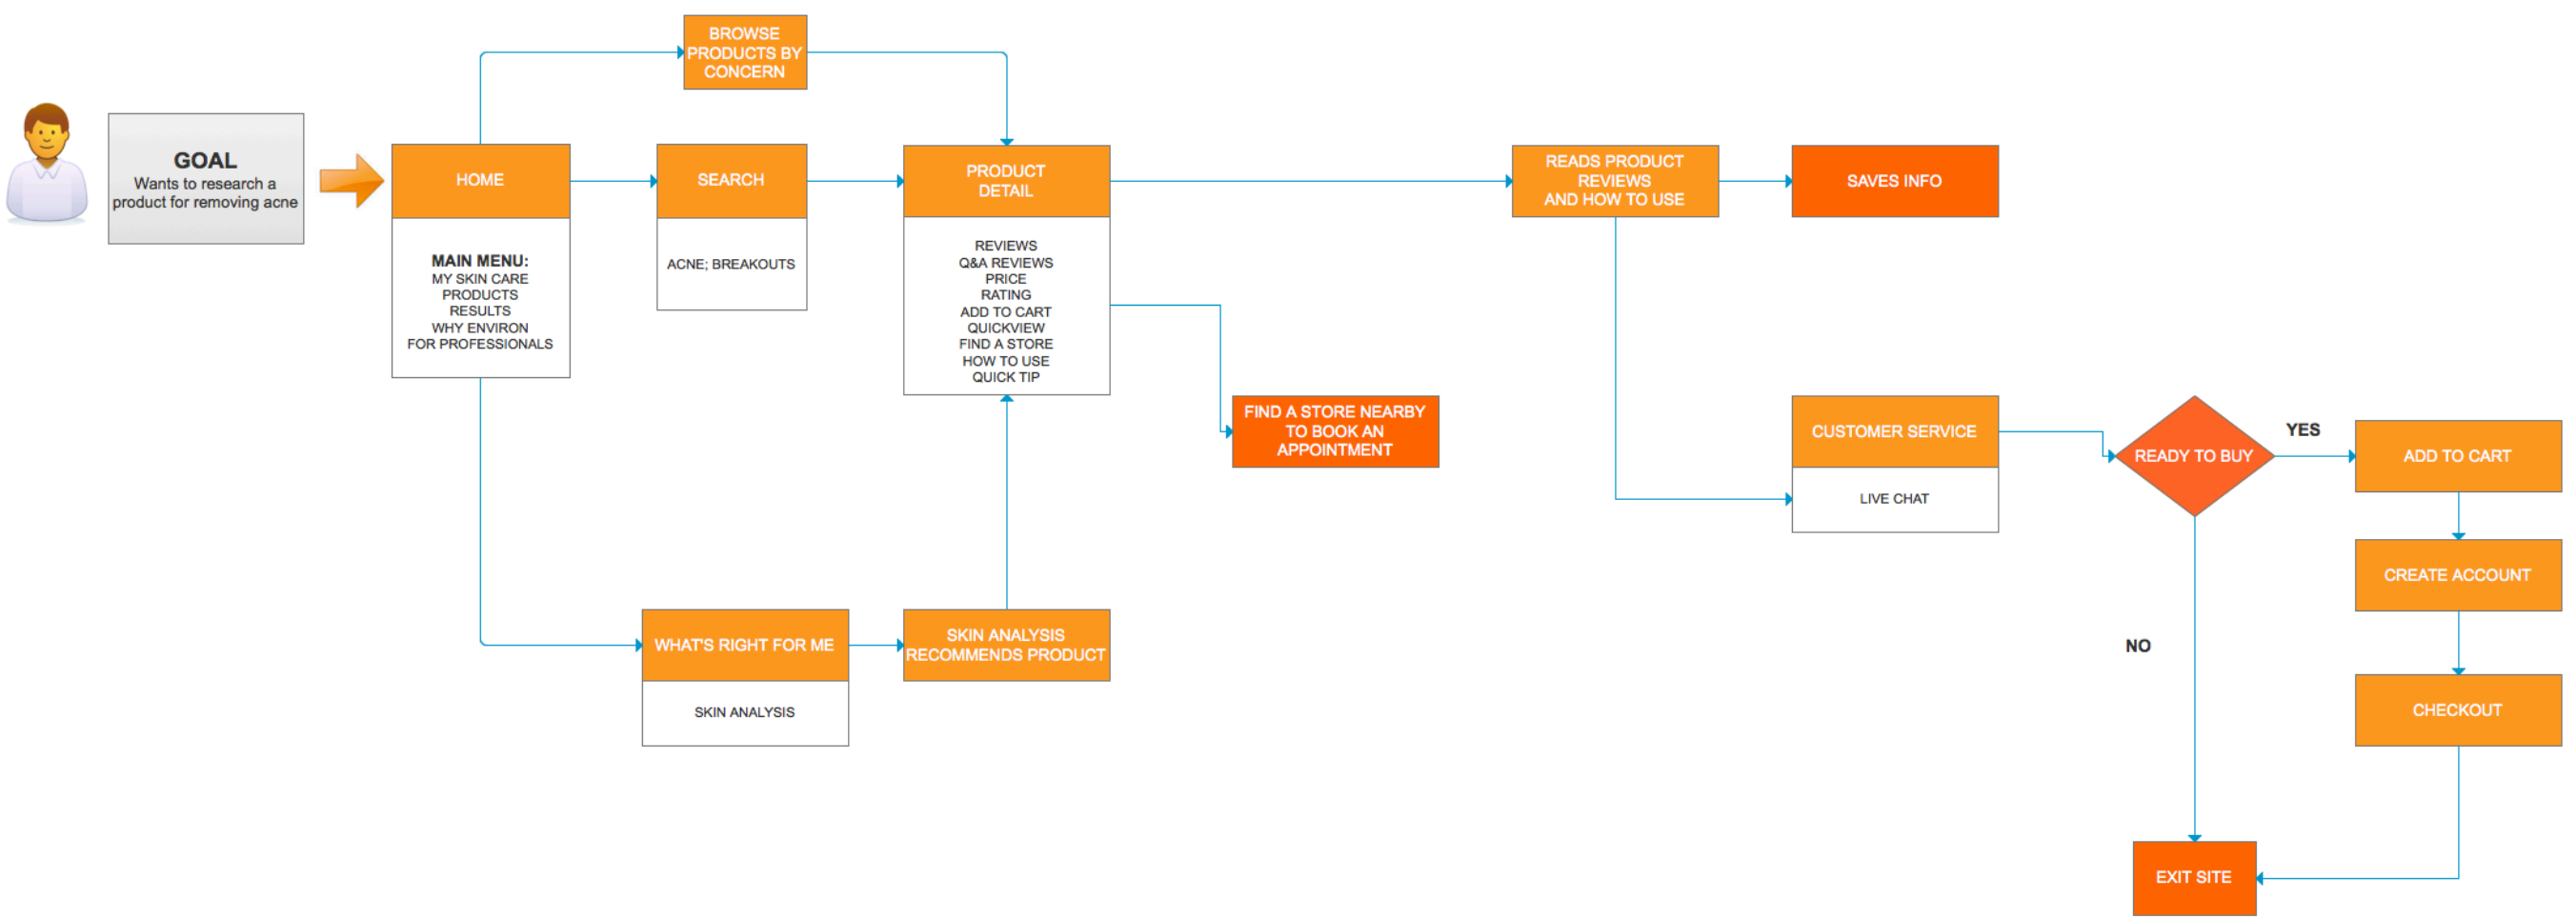 BROWSE
PRODUCTS BY
CONCERN
GOAL
Wants to research a
product for removing acne
HOME
MAIN MENU:
MY SKIN CARE
PRODUCTS
RESULTS
WHY ENVIRON
FOR PROFESSIONALS
SEARCH
ACNE; BREAKOUTS
PRODUCT
DETAIL
REVIEWS
Q&A REVIEWS
PRICE
RATING
ADD TO CART
QUICKVIEW
FIND A STORE
HOW TO USE
QUICK TIP
READS PRODUCT
REVIEWS
AND HOW TO USE
SAVES INFO
FIND A STORE NEARBY
TO BOOK AN
APPOINTMENT
CUSTOMER SERVICE
LIVE CHAT
READY TO BUY
YES
ADD TO CART
CREATE ACCOUNT
NO
CHECKOUT
WHAT'S RIGHT FOR ME
SKIN ANALYSIS
SKIN ANALYSIS
RECOMMENDS PRODUCT
EXIT SITE